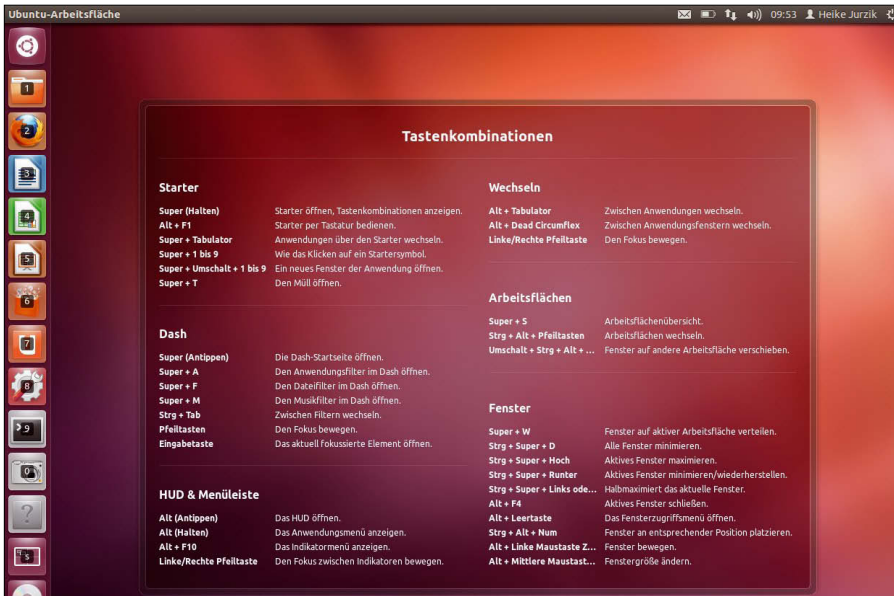 Ubuntu-Arbeitsfläche
09:53 Heike Jurzik
1
2
3
4
5
6
7
8
9
0
S
Tastenkombinationen
Starter
Super (Halten) Starter öffnen, Tastenkombinationen anzeigen.
Alt + F1 Starter per Tastatur bedienen.
Super + Tabulator Anwendungen über den Starter wechseln.
Super + 1 bis 9 Wie das Klicken auf ein Startersymbol.
Super + Umschalt + 1 bis 9 Ein neues Fenster der Anwendung öffnen.
Super + T Den Müll öffnen.
Dash
Super (Antippen) Die Dash-Startseite öffnen.
Super + A Den Anwendungsfilter im Dash öffnen.
Super + F Den Dateifilter im Dash öffnen.
Super + M Den Musikfilter im Dash öffnen.
Strg + Tab Zwischen Filtern wechseln.
Pfeiltasten Den Fokus bewegen.
Eingabetaste Das aktuell fokussierte Element öffnen.
HUD & Menüleiste
Alt (Antippen) Das HUD öffnen.
Alt (Halten) Das Anwendungsmenü anzeigen.
Alt + F10 Das Indikatormenü anzeigen.
Linke/Rechte Pfeiltaste Den Fokus zwischen Indikatoren bewegen.
Wechseln
Alt + Tabulator Zwischen Anwendungen wechseln.
Alt + Dead Circumflex Zwischen Anwendungsfenstern wechseln.
Linke/Rechte Pfeiltaste Den Fokus bewegen.
Arbeitsflächen
Super + S Arbeitsflächenübersicht.
Strg + Alt + Pfeiltasten Arbeitsflächen wechseln.
Umschalt + Strg + Alt + ... Fenster auf andere Arbeitsfläche verschieben.
Fenster
Super + W Fenster auf aktiver Arbeitsfläche verteilen.
Strg + Super + D Alle Fenster minimieren.
Strg + Super + Hoch Aktives Fenster maximieren.
Strg + Super + Runter Aktives Fenster minimieren/wiederherstellen.
Strg + Super + Links ode... Halbmaximiert das aktuelle Fenster.
Alt + F4 Aktives Fenster schließen.
Alt + Leertaste Das Fensterzugriffsmenü öffnen.
Strg + Alt + Num Fenster an entsprechender Position platzieren.
Alt + Linke Maustaste Z... Fenster bewegen.
Alt + Mittlere Maustast... Fenstergröße ändern.